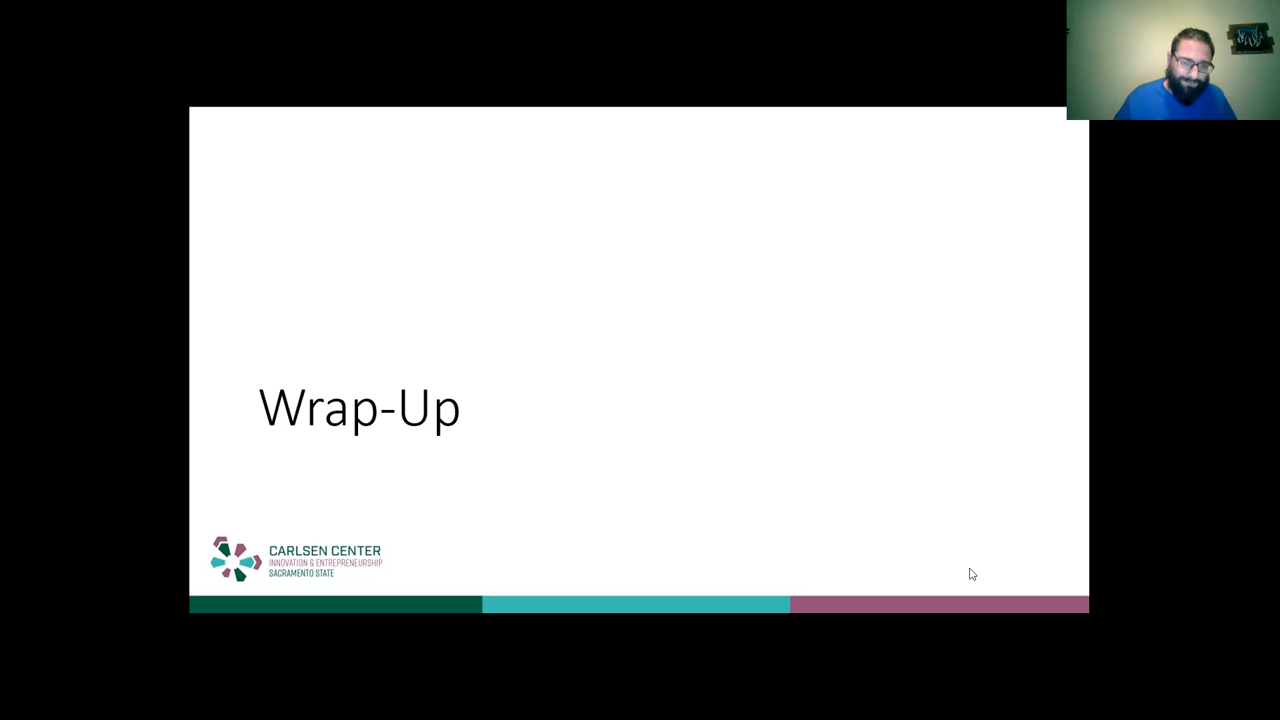 Wrap-Up
CARLSEN CENTER
INNOVATION & ENTREPRENEURSHIP
SACRAMENTO STATE